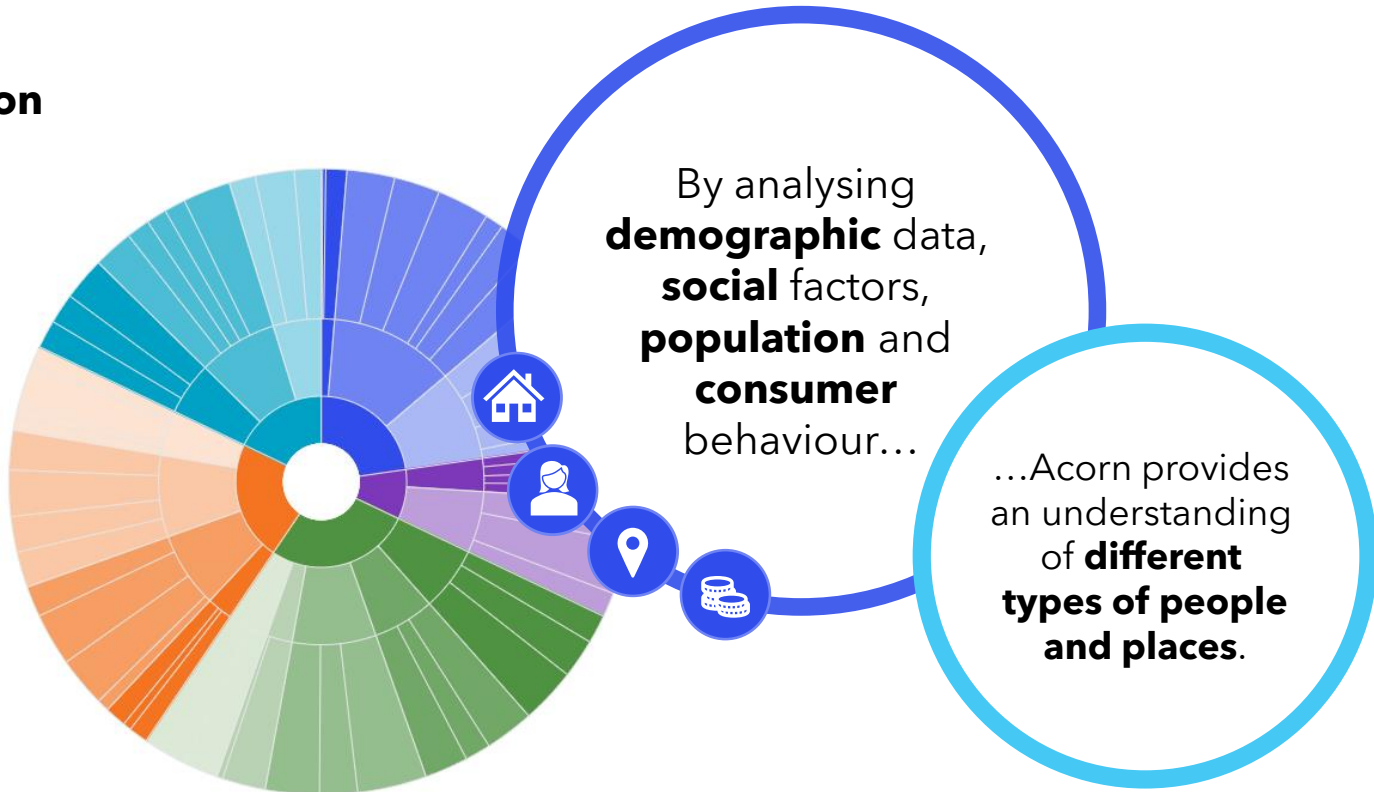 on
By analysing
demographic data,
social factors,
population and
consumer
behaviour…
…Acorn provides
an understanding
of different
types of people
and places.